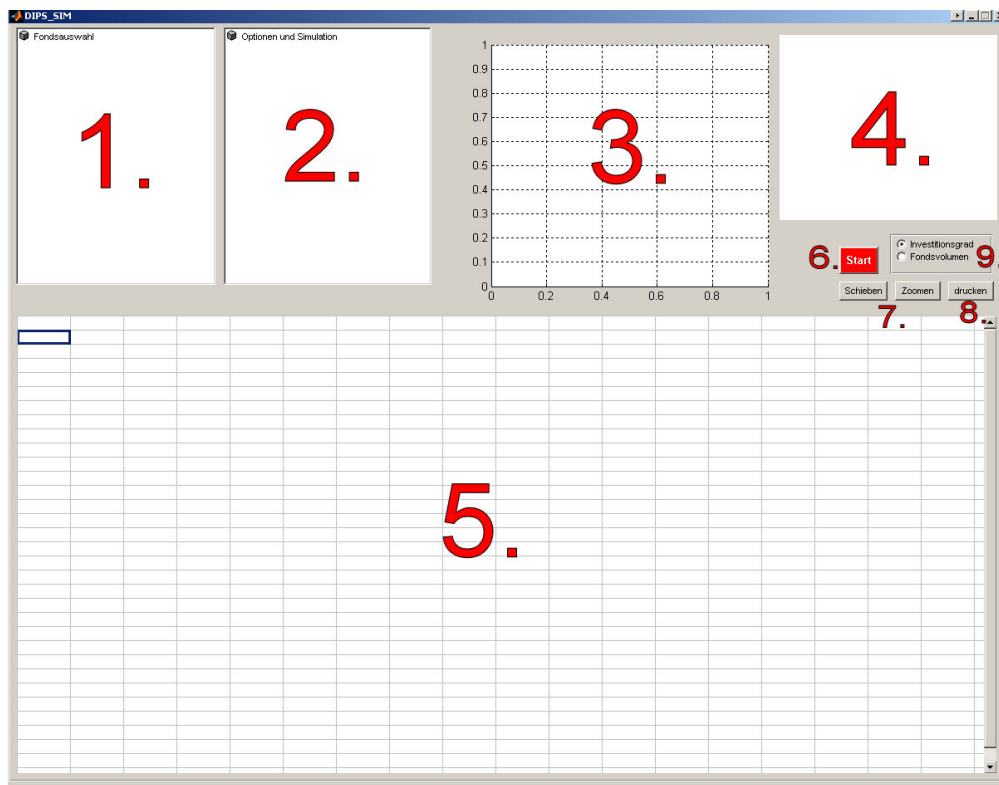 DIPS_SIM
Fondsauswahl
1.
Optionen und Simulation
2.
1
0.9
0.8
0.7
0.6
0.5
0.4
0.3
0.2
0.1
0
0 0.2 0.4 0.6 0.8 1
3.
4.
6. Start
Investitionsgrad
Fondsvolumen
9.
Schieben Zoomen drucken
7. 8.
5.